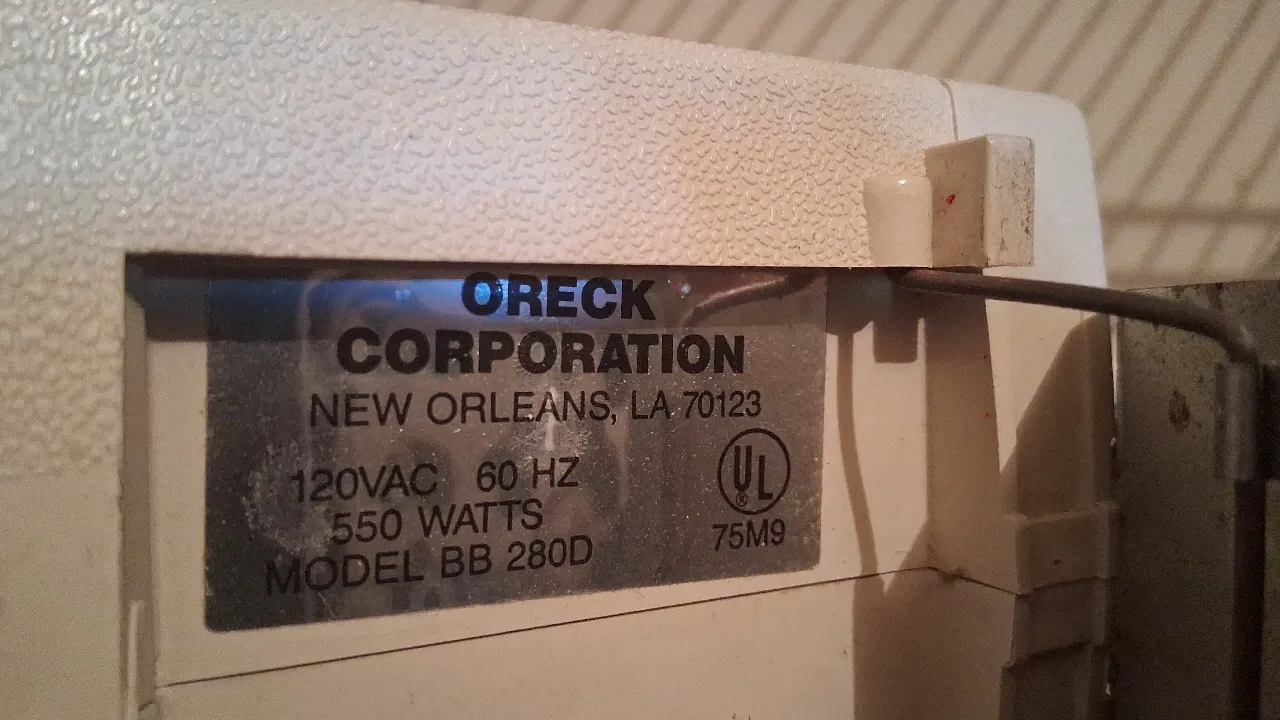 ORECK
CORPORATION
NEW ORLEANS, LA 70123
120VAC 60 HZ
550 WATTS
MODEL BB 280D
UL
®
75M9